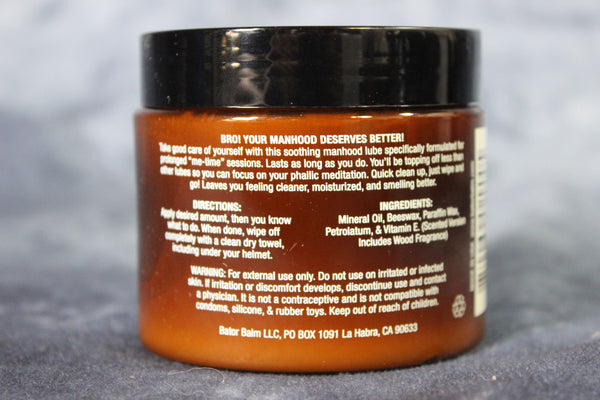 BRO! YOUR MANHOOD DESERVES BETTER!
Take good care of yourself with this soothing manhood lube specifically formulated for
prolonged "me-time" sessions. Lasts as long as you do. You'll be topping off less than
other lubes so you can focus on your phallic meditation. Quick clean up, just wipe and
go! Leaves you feeling cleaner, moisturized, and smelling better.
DIRECTIONS:
Apply desired amount, then you know
what to do. When done, wipe off
completely with a clean dry towel,
including under your helmet.
INGREDIENTS:
Mineral Oil, Beeswax, Paraffin Wax,
Petrolatum, & Vitamin E. (Scented Version
Includes Wood Fragrance)
WARNING: For external use only. Do not use on irritated or infected
skin. If irritation or discomfort develops, discontinue use and contact
a physician. It is not a contraceptive and is not compatible with
condoms, silicone, & rubber toys. Keep out of reach of children.
Bator Balm LLC, PO BOX 1091 La Habra, CA 90633